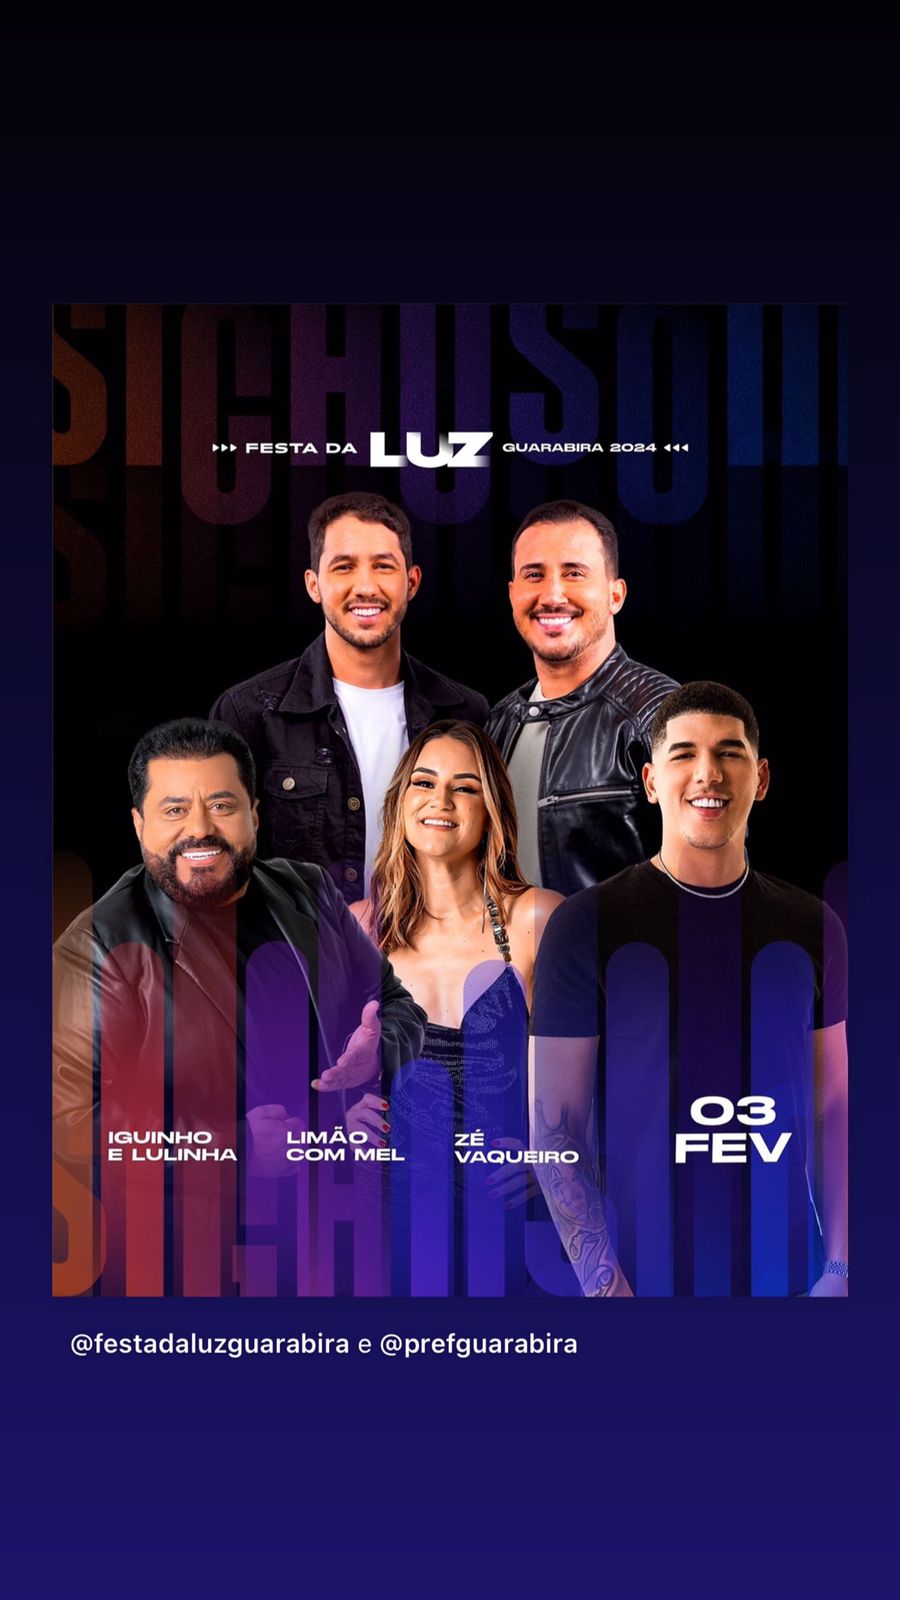 FESTA DA LUZ GUARABIRA 2024
IGUINHO
E LULINHA
LIMÃO
COM MEL
ZÉ
VAQUEIRO
03
FEV
@festadaluzguarabira e @prefguarabira